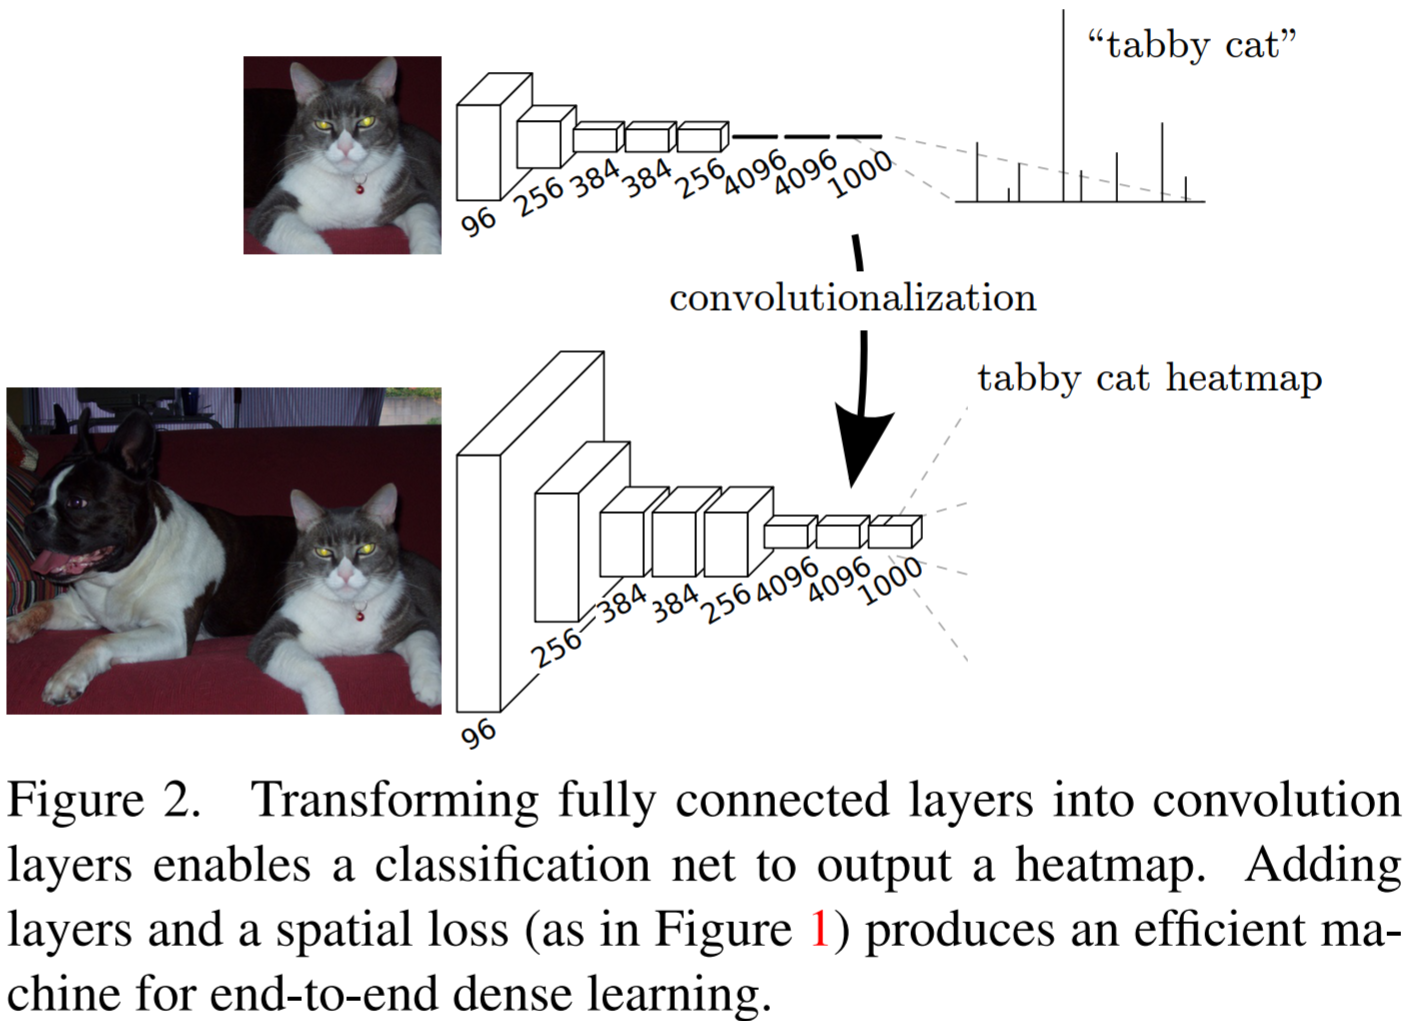 “tabby cat”
96
256
384
384
256
4096
4096
1000
convolutionalization
tabby cat heatmap
96
256
384
384
256
4096
4096
1000
Figure 2. Transforming fully connected layers into convolution
layers enables a classification net to output a heatmap. Adding
layers and a spatial loss (as in Figure 1) produces an efficient ma-
chine for end-to-end dense learning.